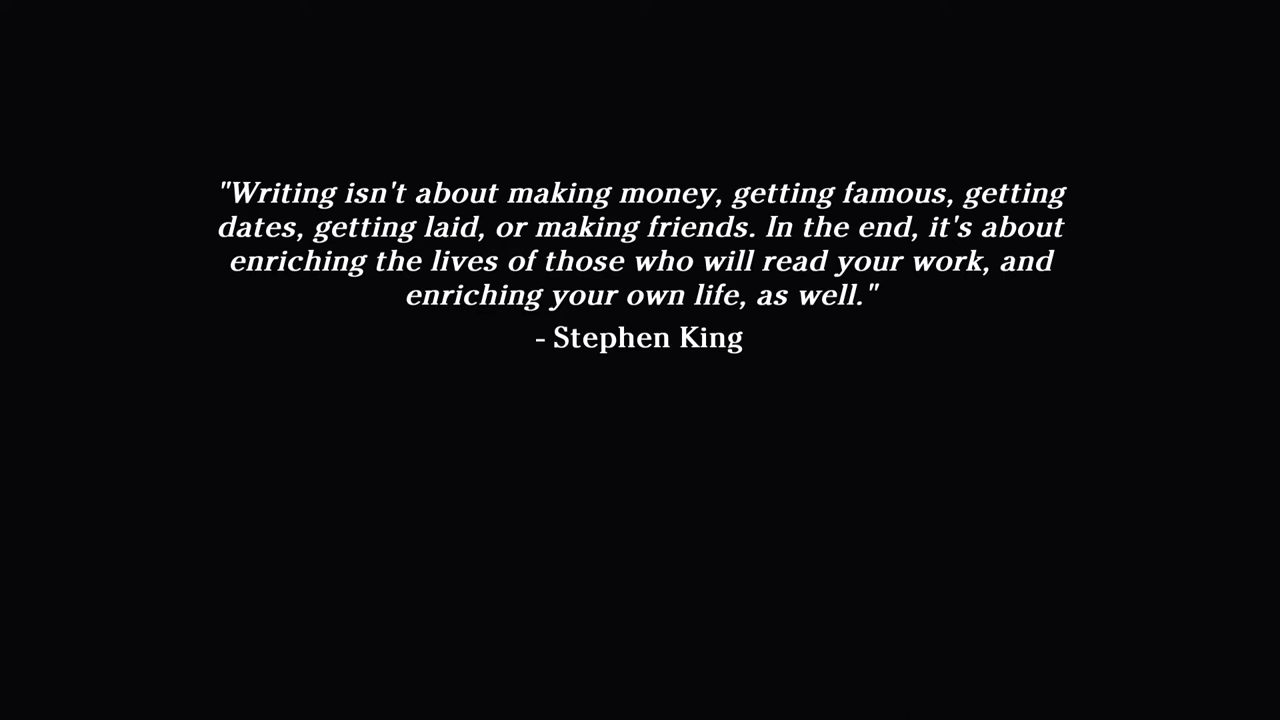 "Writing isn't about making money, getting famous, getting
dates, getting laid, or making friends. In the end, it's about
enriching the lives of those who will read your work, and
enriching your own life, as well."
- Stephen King